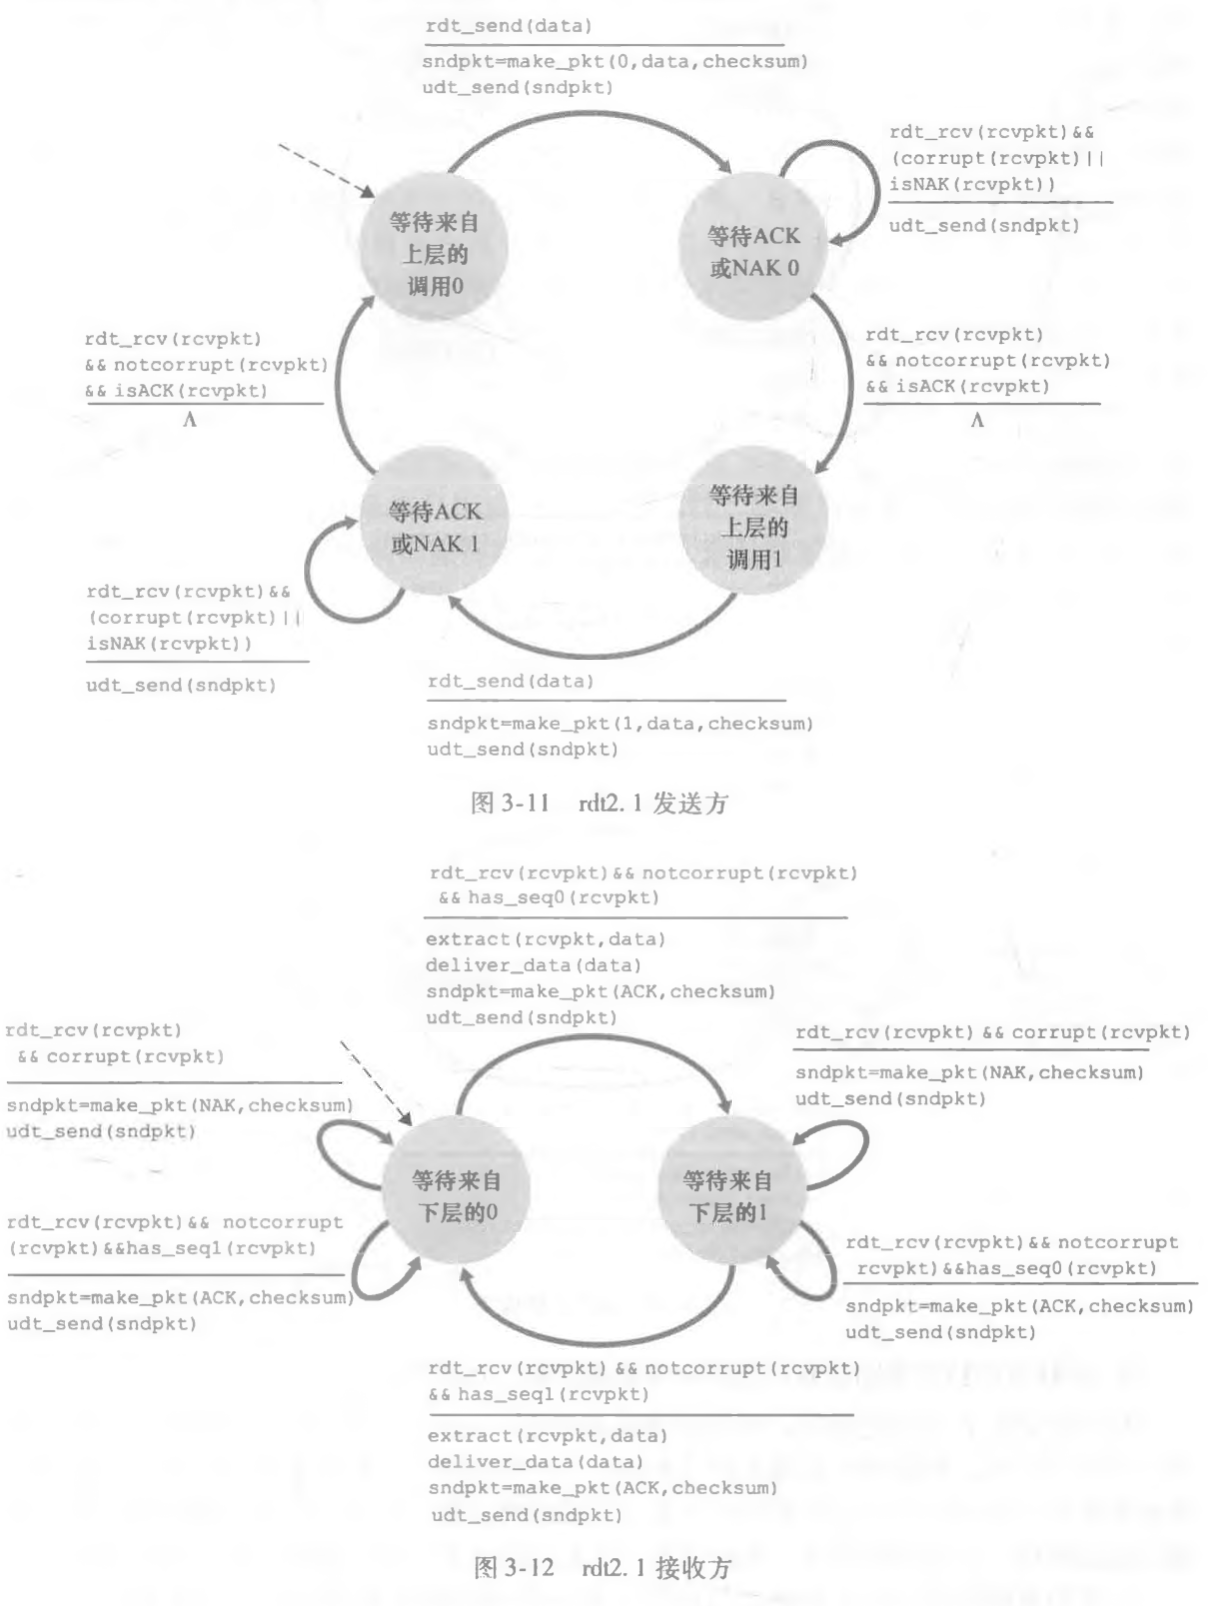 rdt_send(data)
sndpkt=make_pkt(0,data,checksum)
udt_send(sndpkt)
rdt_rcv(rcvpkt)&&
(corrupt(rcvpkt)||
isNAK(rcvpkt))
udt_send(sndpkt)
等待来自
上层的
调用0
等待ACK
或NAK 0
rdt_rcv(rcvpkt)
&& notcorrupt(rcvpkt)
&& isACK(rcvpkt)
Λ
rdt_rcv(rcvpkt)
&& notcorrupt(rcvpkt)
&& isACK(rcvpkt)
Λ
等待ACK
或NAK 1
等待来自
上层的
调用1
rdt_rcv(rcvpkt)&&
(corrupt(rcvpkt)||
isNAK(rcvpkt))
udt_send(sndpkt)
rdt_send(data)
sndpkt=make_pkt(1,data,checksum)
udt_send(sndpkt)
图 3-11 rdt2. 1 发送方
rdt_rcv(rcvpkt)&& notcorrupt(rcvpkt)
&& has_seq0(rcvpkt)
extract(rcvpkt,data)
deliver_data(data)
sndpkt=make_pkt(ACK,checksum)
udt_send(sndpkt)
rdt_rcv(rcvpkt)
&& corrupt(rcvpkt)
sndpkt=make_pkt(NAK,checksum)
udt_send(sndpkt)
rdt_rcv(rcvpkt) && corrupt(rcvpkt)
sndpkt=make_pkt(NAK,checksum)
udt_send(sndpkt)
等待来自
下层的0
等待来自
下层的1
rdt_rcv(rcvpkt)&& notcorrupt
(rcvpkt)&&has_seq1(rcvpkt)
sndpkt=make_pkt(ACK,checksum)
udt_send(sndpkt)
rdt_rcv(rcvpkt)&& notcorrupt
rcvpkt)&&has_seq0(rcvpkt)
sndpkt=make_pkt(ACK,checksum)
udt_send(sndpkt)
rdt_rcv(rcvpkt) && notcorrupt(rcvpkt)
&& has_seq1(rcvpkt)
extract(rcvpkt,data)
deliver_data(data)
sndpkt=make_pkt(ACK,checksum)
udt_send(sndpkt)
图 3-12 rdt2. 1 接收方